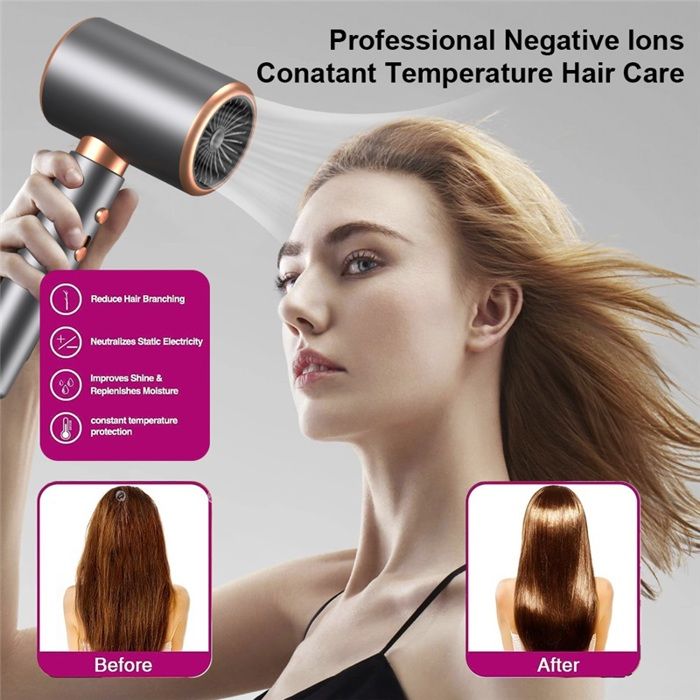 Professional Negative Ions
Conatant Temperature Hair Care
Reduce Hair Branching
Neutralizes Static Electricity
Improves Shine &
Replenishes Moisture
constant temperature
protection
Before
After